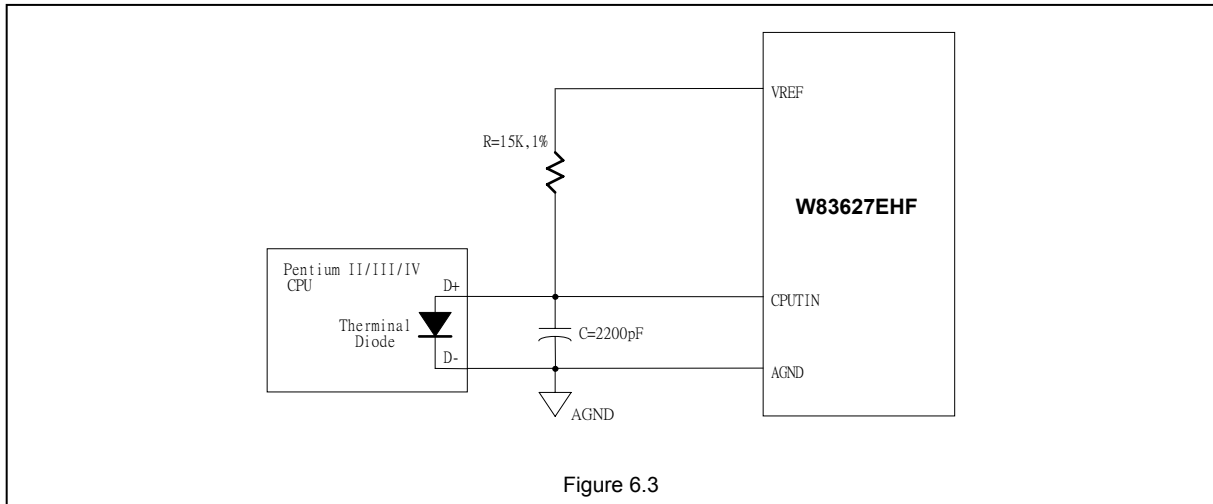 VREF
R=15K,1%
W83627EHF
Pentium II/III/IV
CPU
D+
CPUTIN
Therminal
Diode
C=2200pF
D-
AGND
AGND
Figure 6.3